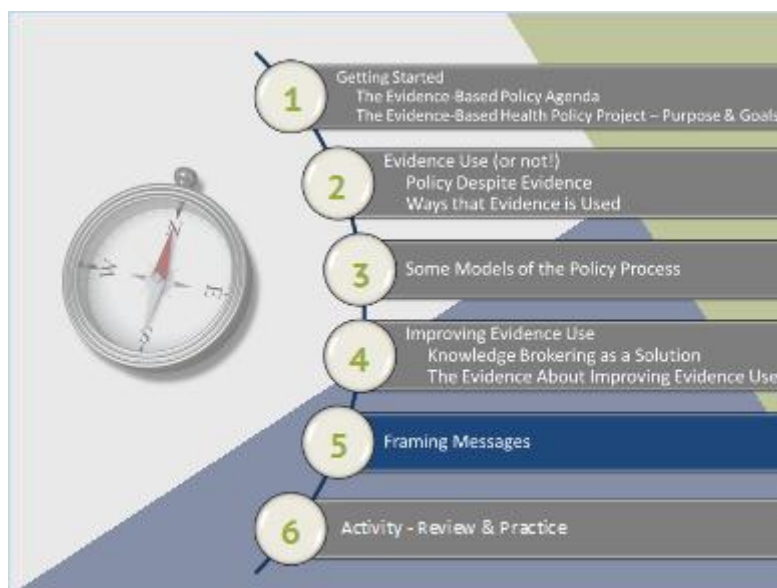 1
Getting Started
The Evidence-Based Policy Agenda
The Evidence-Based Health Policy Project – Purpose & Goals
2
Evidence Use (or not!)
Policy Despite Evidence
Ways that Evidence is Used
3
Some Models of the Policy Process
4
Improving Evidence Use
Knowledge Brokering as a Solution
The Evidence About Improving Evidence Use
5
Framing Messages
6
Activity - Review & Practice
N
W
E
S